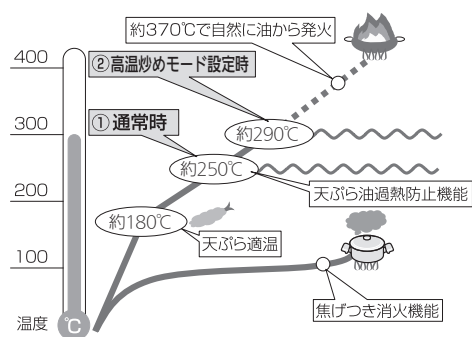 約370℃で自然に油から発火
400
②高温炒めモード設定時
①通常時
300
約290℃
約250℃
天ぷら油過熱防止機能
200
約180℃
天ぷら適温
100
焦げつき消火機能
温度
℃